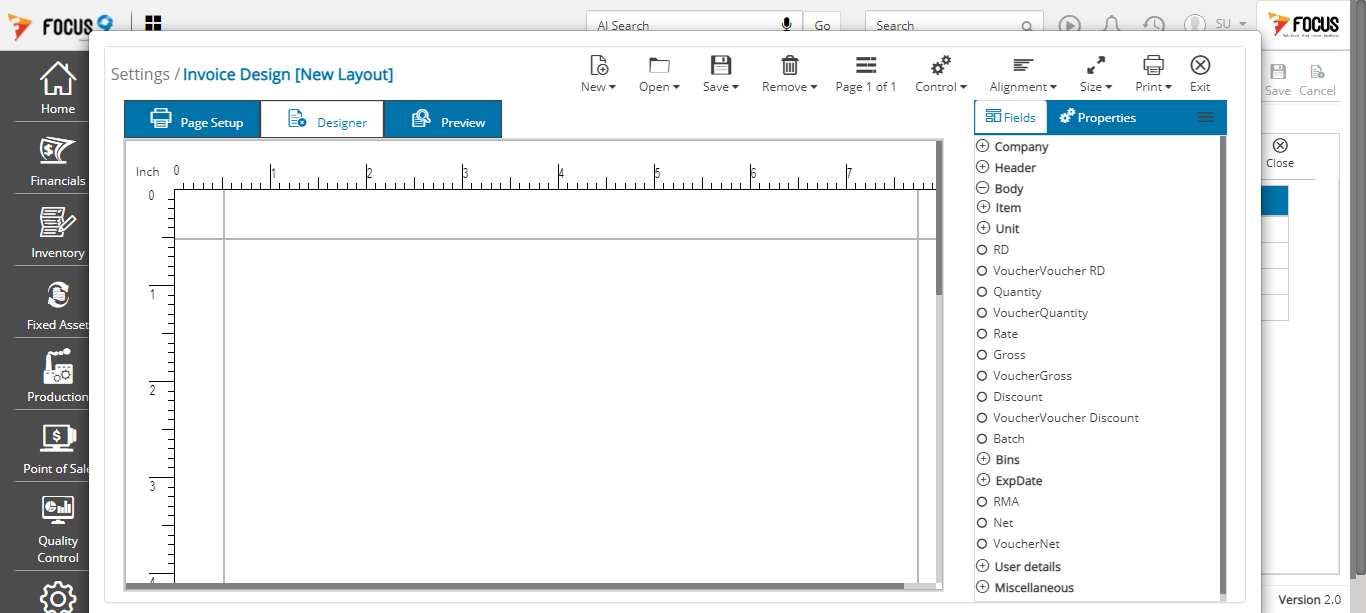 FOCUS
AI Search
Go
Search
SU
FOCUS
Settings / Invoice Design [New Layout]
New
Open
Save
Remove
Page 1 of 1
Control
Alignment
Size
Print
Exit
Save
Cancel
Page Setup
Designer
Preview
Fields
Properties
Close
Home
Financials
Inventory
Fixed Asset
Production
Point of Sale
Quality
Control
Inch
0 1 2 3 4 5 6 7
0
1
2
3
4
Company
Header
Body
Item
Unit
RD
VoucherVoucher RD
Quantity
VoucherQuantity
Rate
Gross
VoucherGross
Discount
VoucherVoucher Discount
Batch
Bins
ExpDate
RMA
Net
VoucherNet
User details
Miscellaneous
Version 2.0